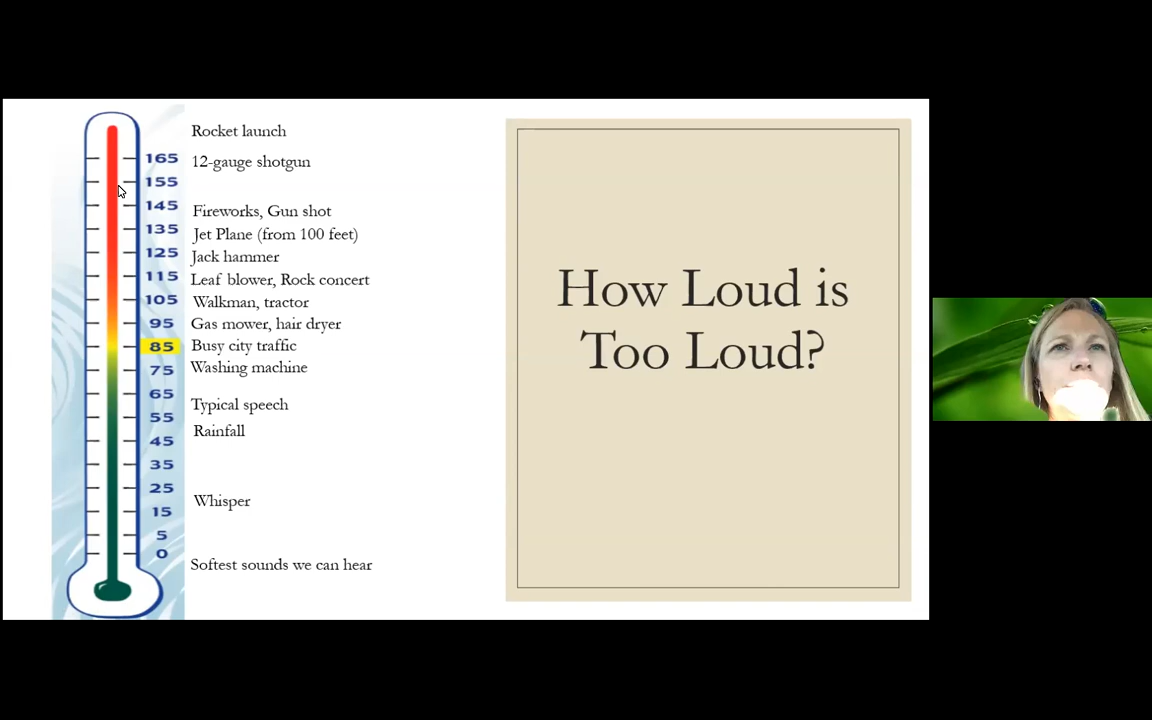 Rocket launch
165 12-gauge shotgun
155
145 Fireworks, Gun shot
135 Jet Plane (from 100 feet)
125 Jack hammer
115 Leaf blower, Rock concert
105 Walkman, tractor
95 Gas mower, hair dryer
85 Busy city traffic
75 Washing machine
65 Typical speech
55
45 Rainfall
35
25 Whisper
15
5
0 Softest sounds we can hear
How Loud is
Too Loud?